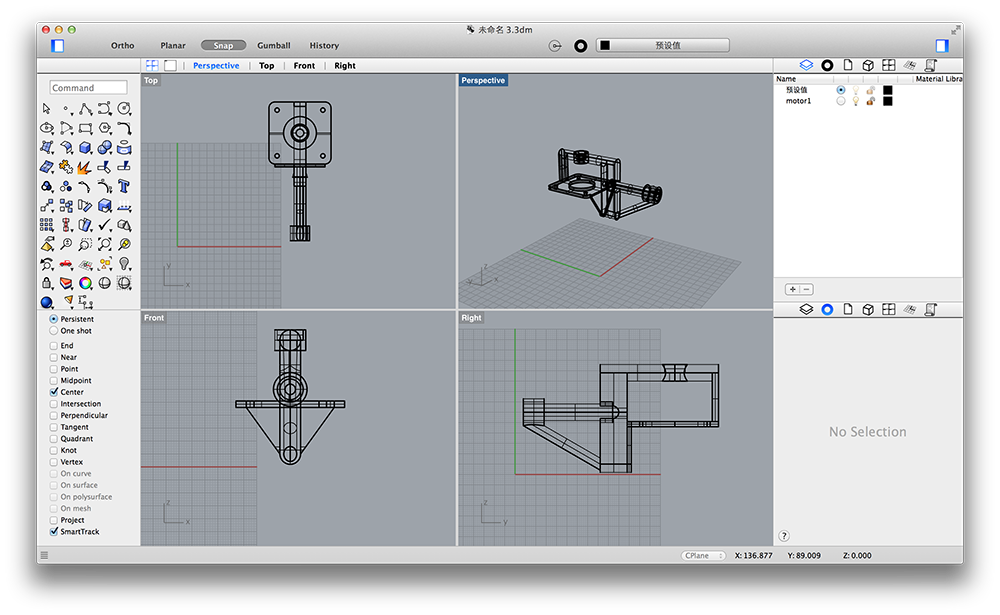 未命名 3.3dm
Ortho Planar Snap Gumball History 预设值
Perspective Top Front Right
Command
Top
Perspective
Name Material Libra
预设值
motor1
y
x
z
y x
Persistent
One shot
End
Near
Point
Midpoint
Center
Intersection
Perpendicular
Tangent
Quadrant
Knot
Vertex
On curve
On surface
On polysurface
On mesh
Project
SmartTrack
Front
z
x
Right
z
y
No Selection
?
CPlane X: 136.877 Y: 89.009 Z: 0.000